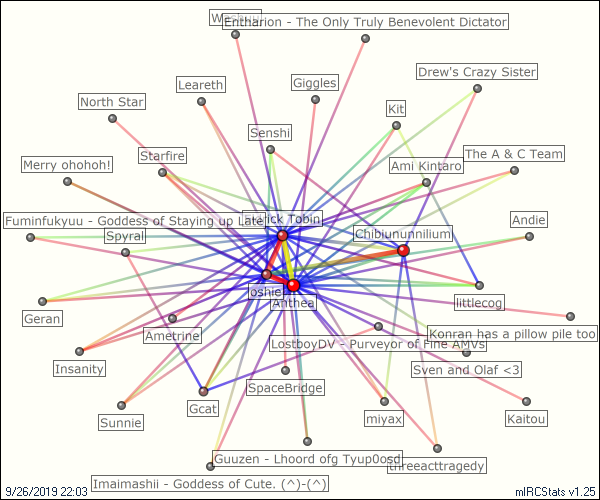 Entharion - The Only Truly Benevolent Dictator
Drew's Crazy Sister
Leareth
Giggles
North Star
Kit
Senshi
Starfire
The A & C Team
Merry ohohoh!
Ami Kintaro
Fuminfukyuu - Goddess of Staying up Late
Tobin
Andie
Spyral
Chibiununnilium
Anthea
littlecog
Geran
Ametrine
Konran has a pillow pile too
LostboyDV - Purveyor of Fine AMVs
Insanity
Sven and Olaf <3
SpaceBridge
Gcat
miyax
Kaitou
Sunnie
Guuzen - Lhoord ofg Tyup0osd
threeacttragedy
Imaimashii - Goddess of Cute. (^)-(^)
9/26/2019 22:03
mIRCStats v1.25